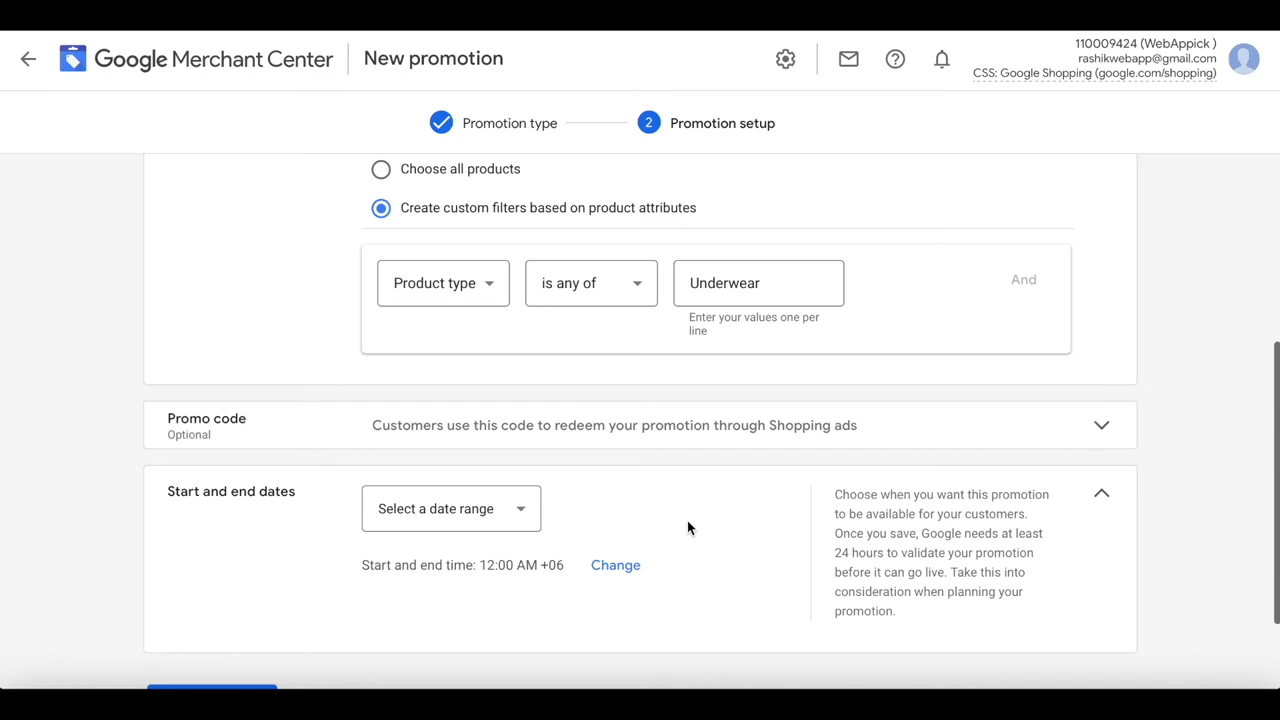 Google Merchant Center
New promotion
110009424 (WebAppick )
rashikwebapp@gmail.com
CSS: Google Shopping (google.com/shopping)
Promotion type
2
Promotion setup
Choose all products
Create custom filters based on product attributes
Product type
is any of
Underwear
And
Enter your values one per
line
Promo code
Optional
Customers use this code to redeem your promotion through Shopping ads
Start and end dates
Select a date range
Start and end time: 12:00 AM +06
Change
Choose when you want this promotion
to be available for your customers.
Once you save, Google needs at least
24 hours to validate your promotion
before it can go live. Take this into
consideration when planning your
promotion.